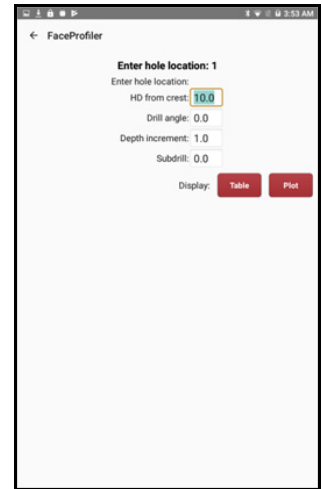 3:53 AM
← FaceProfiler
Enter hole location: 1
Enter hole location:
HD from crest: 10.0
Drill angle: 0.0
Depth increment: 1.0
Subdrill: 0.0
Display: Table Plot